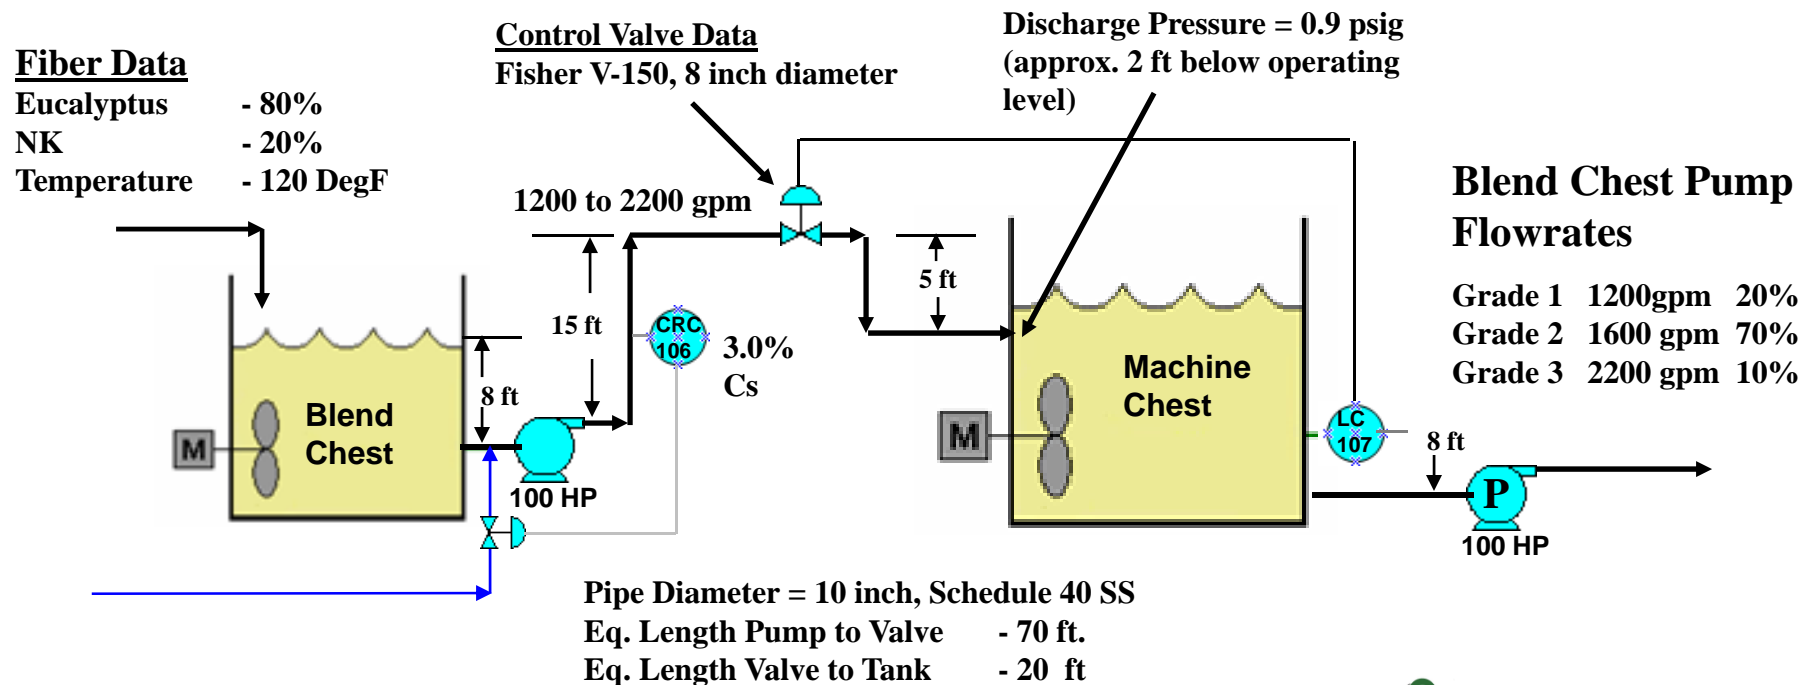 Fiber Data
Eucalyptus - 80%
NK - 20%
Temperature - 120 DegF
Control Valve Data
Fisher V-150, 8 inch diameter
Discharge Pressure = 0.9 psig
(approx. 2 ft below operating
level)
1200 to 2200 gpm
15 ft
5 ft
8 ft
CRC
106
3.0%
Cs
Blend
Chest
M
100 HP
Machine
Chest
M
LC
107
8 ft
P
100 HP
Blend Chest Pump
Flowrates
Grade 1 1200gpm 20%
Grade 2 1600 gpm 70%
Grade 3 2200 gpm 10%
Pipe Diameter = 10 inch, Schedule 40 SS
Eq. Length Pump to Valve - 70 ft.
Eq. Length Valve to Tank - 20 ft